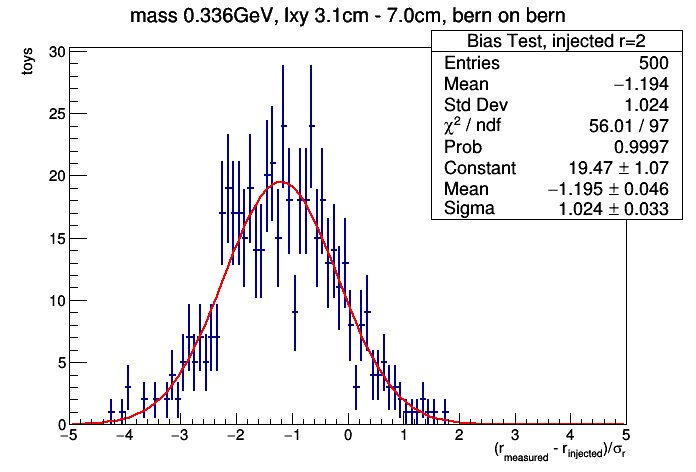 mass 0.336GeV, lxy 3.1cm - 7.0cm, bern on bern
Bias Test, injected r=2
Entries 500
Mean −1.194
Std Dev 1.024
χ² / ndf 56.01 / 97
Prob 0.9997
Constant 19.47 ± 1.07
Mean −1.195 ± 0.046
Sigma 1.024 ± 0.033
toys
30
25
20
15
10
5
0
−5 −4 −3 −2 −1 0 1 2 3 4 5
(r_measured - r_injected)/σ_r